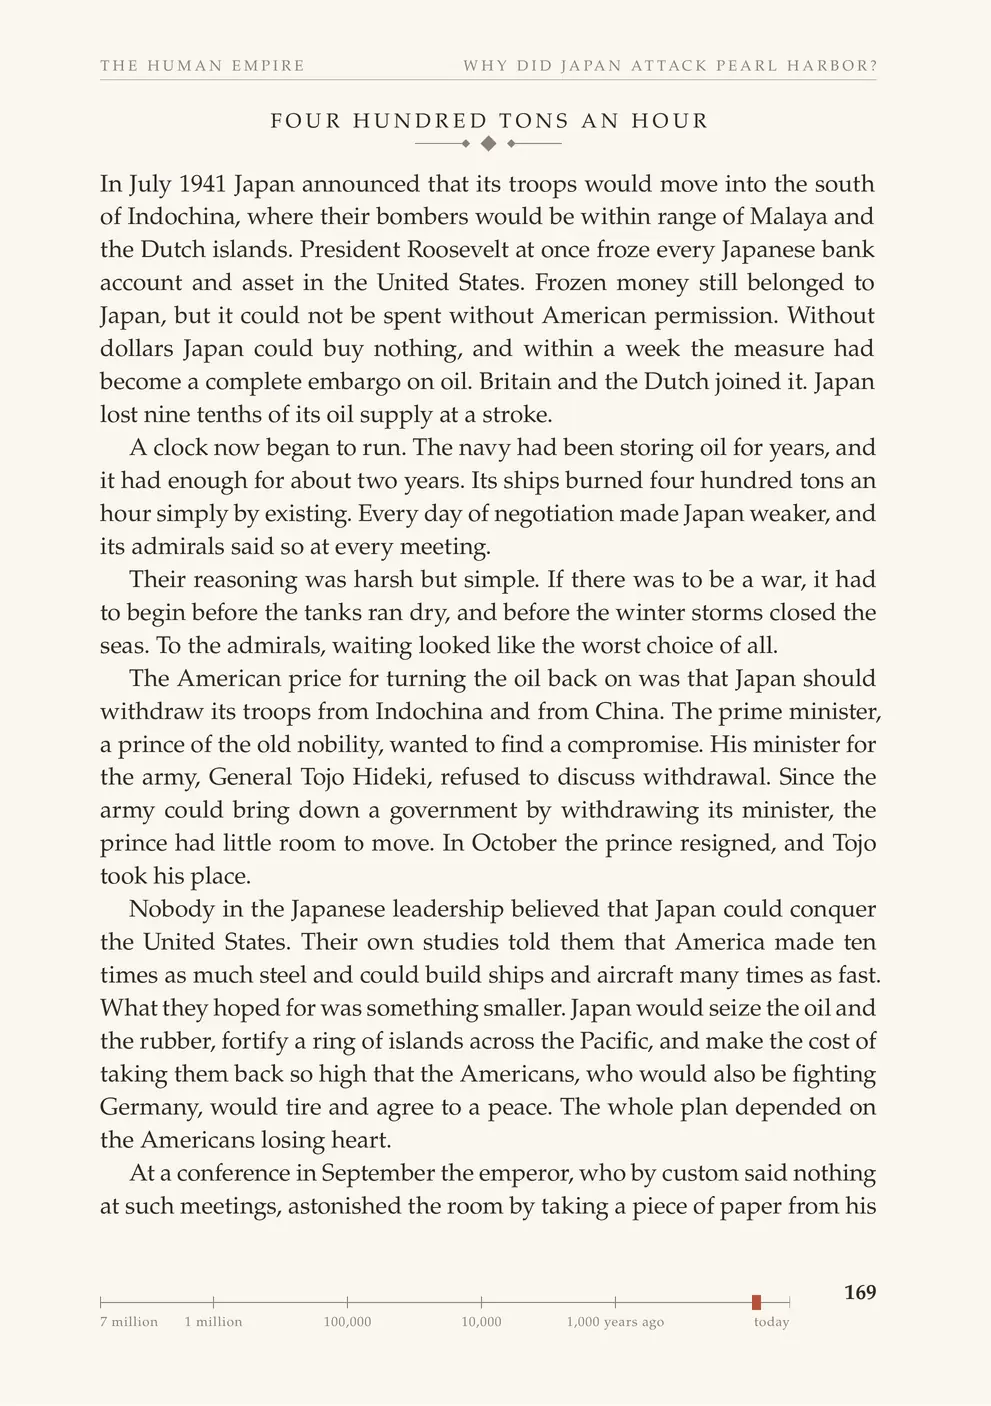 THE HUMAN EMPIRE
WHY DID JAPAN ATTACK PEARL HARBOR?
FOUR HUNDRED TONS AN HOUR
In July 1941 Japan announced that its troops would move into the south
of Indochina, where their bombers would be within range of Malaya and
the Dutch islands. President Roosevelt at once froze every Japanese bank
account and asset in the United States. Frozen money still belonged to
Japan, but it could not be spent without American permission. Without
dollars Japan could buy nothing, and within a week the measure had
become a complete embargo on oil. Britain and the Dutch joined it. Japan
lost nine tenths of its oil supply at a stroke.
A clock now began to run. The navy had been storing oil for years, and
it had enough for about two years. Its ships burned four hundred tons an
hour simply by existing. Every day of negotiation made Japan weaker, and
its admirals said so at every meeting.
Their reasoning was harsh but simple. If there was to be a war, it had
to begin before the tanks ran dry, and before the winter storms closed the
seas. To the admirals, waiting looked like the worst choice of all.
The American price for turning the oil back on was that Japan should
withdraw its troops from Indochina and from China. The prime minister,
a prince of the old nobility, wanted to find a compromise. His minister for
the army, General Tojo Hideki, refused to discuss withdrawal. Since the
army could bring down a government by withdrawing its minister, the
prince had little room to move. In October the prince resigned, and Tojo
took his place.
Nobody in the Japanese leadership believed that Japan could conquer
the United States. Their own studies told them that America made ten
times as much steel and could build ships and aircraft many times as fast.
What they hoped for was something smaller. Japan would seize the oil and
the rubber, fortify a ring of islands across the Pacific, and make the cost of
taking them back so high that the Americans, who would also be fighting
Germany, would tire and agree to a peace. The whole plan depended on
the Americans losing heart.
At a conference in September the emperor, who by custom said nothing
at such meetings, astonished the room by taking a piece of paper from his
169
7 million
1 million
100,000
10,000
1,000 years ago
today